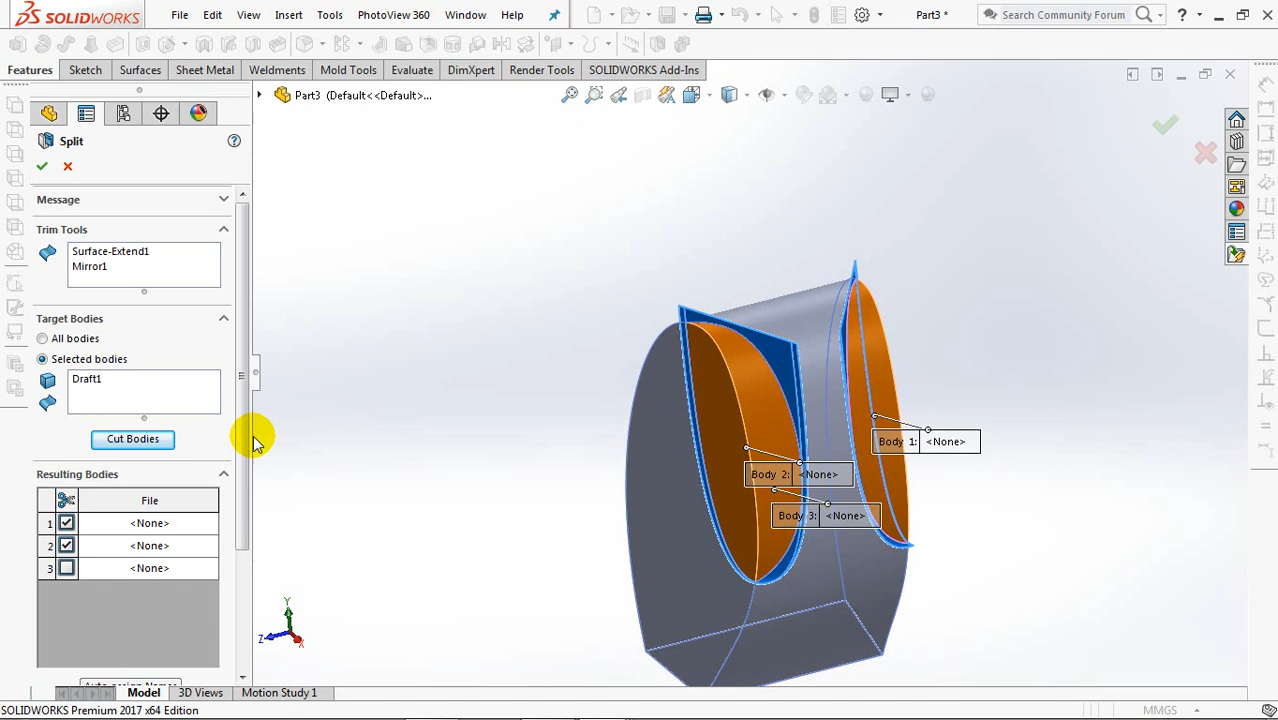 SOLIDWORKS File Edit View Insert Tools PhotoView 360 Window Help Part3 * Search Community Forum ?
Features Sketch Surfaces Sheet Metal Weldments Mold Tools Evaluate DimXpert Render Tools SOLIDWORKS Add-Ins
Part3 (Default<<Default>...
Split ?
Message
Trim Tools
Surface-Extend1
Mirror1
Target Bodies
All bodies
Selected bodies
Draft1
Cut Bodies
Resulting Bodies
File
1 <None>
2 <None>
3 <None>
Body 1: <None>
Body 2: <None>
Body 3: <None>
Y
Z
X
Auto-assign Names
Model 3D Views Motion Study 1
SOLIDWORKS Premium 2017 x64 Edition MMGS